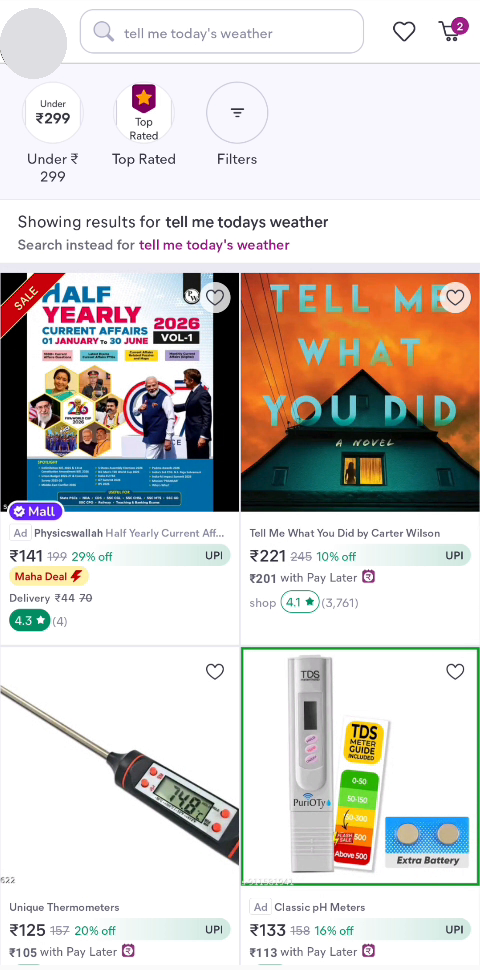 tell me today's weather
2
Under
₹299
Top
Rated
Under ₹
299
Top Rated
Filters
Showing results for tell me todays weather
Search instead for tell me today's weather
SALE
HALF
YEARLY
CURRENT AFFAIRS
01 JANUARY To 30 JUNE
2026
VOL-1
PW
SPOTLIGHT
TELL ME
WHAT
YOU DID
A NOVEL
Mall
Ad Physicswallah Half Yearly Current Aff...
₹141 199 29% off UPI
Maha Deal
Delivery ₹44 70
4.3 (4)
Tell Me What You Did by Carter Wilson
₹221 245 10% off UPI
₹201 with Pay Later
shop 4.1 (3,761)
TDS
TDS
METER
GUIDE
INCLUDED
0-50
50-150
FLASH
SALE
Above 500
PuriOTy
Extra Battery
622
Unique Thermometers
₹125 157 20% off UPI
₹105 with Pay Later
Ad Classic pH Meters
₹133 158 16% off UPI
₹113 with Pay Later